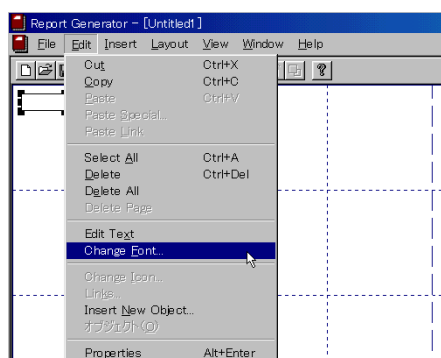 Report Generator - [Untitled1]
File Edit Insert Layout View Window Help
Cut Ctrl+X
Copy Ctrl+C
Paste Ctrl+V
Paste Special...
Paste Link
Select All Ctrl+A
Delete Ctrl+Del
Delete All
Delete Page
Edit Text
Change Font...
Change Icon...
Links...
Insert New Object...
オブジェクト(O)
Properties Alt+Enter